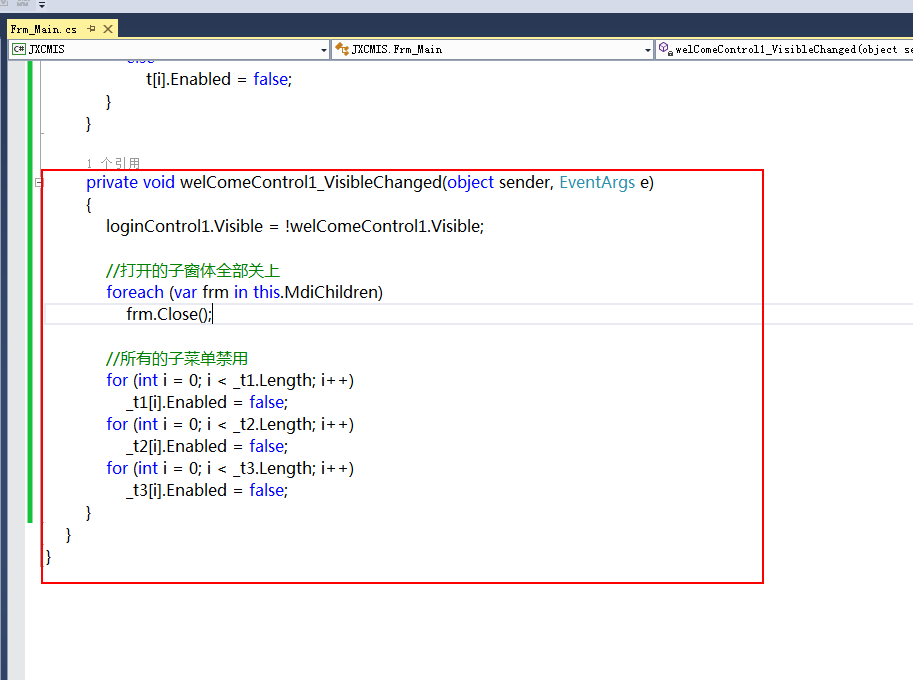 Frm_Main.cs
C# JXCMIS
JXCMIS.Frm_Main
welComeControl1_VisibleChanged(object se
else
t[i].Enabled = false;
}
}
1 个引用
private void welComeControl1_VisibleChanged(object sender, EventArgs e)
{
loginControl1.Visible = !welComeControl1.Visible;
//打开的子窗体全部关上
foreach (var frm in this.MdiChildren)
frm.Close();
//所有的子菜单禁用
for (int i = 0; i < _t1.Length; i++)
_t1[i].Enabled = false;
for (int i = 0; i < _t2.Length; i++)
_t2[i].Enabled = false;
for (int i = 0; i < _t3.Length; i++)
_t3[i].Enabled = false;
}
}
}